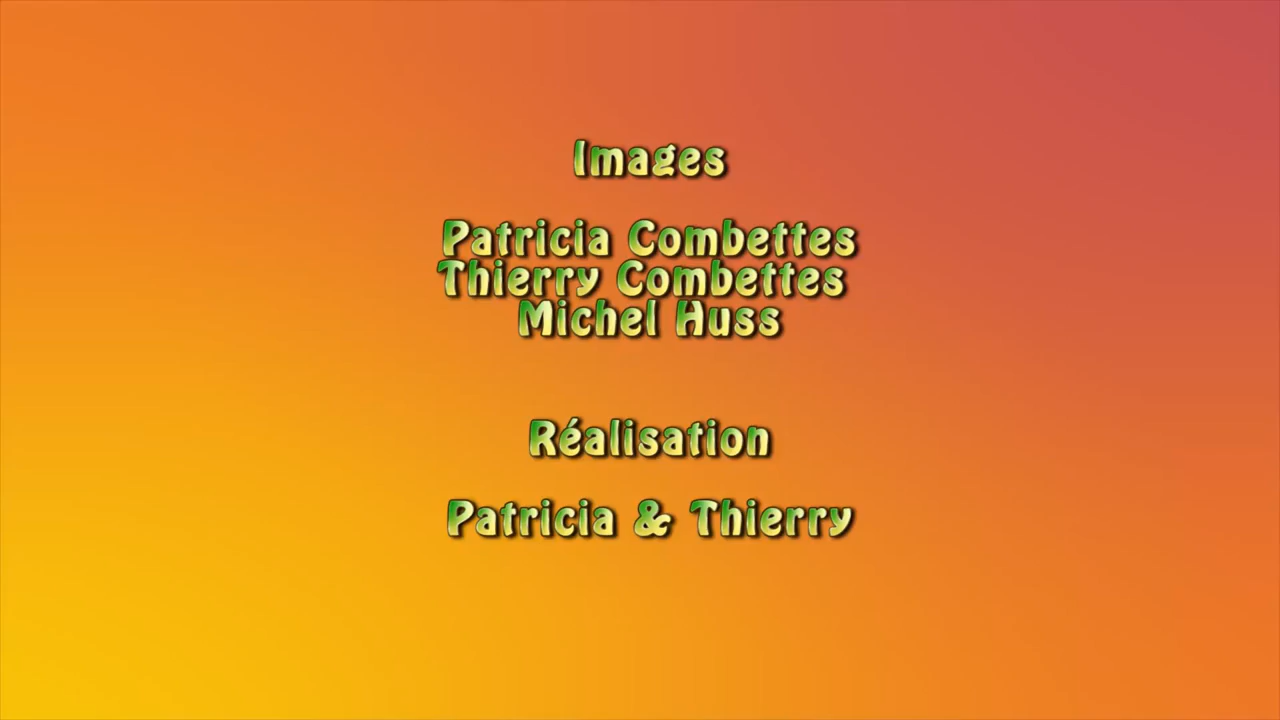 Images
Patricia Combettes
Thierry Combettes
Michel Huss
Réalisation
Patricia & Thierry